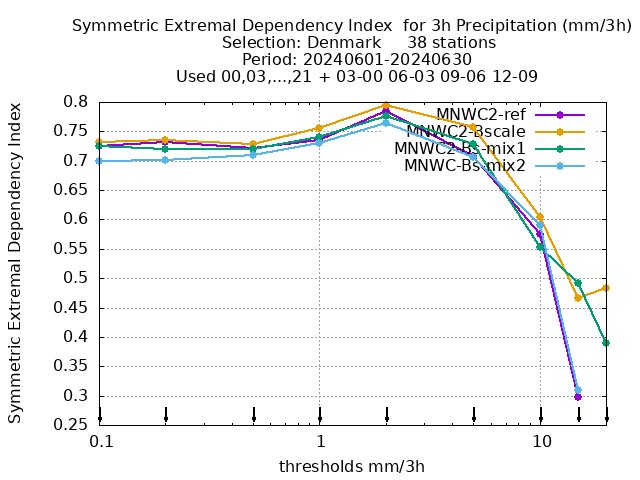 Symmetric Extremal Dependency Index  for 3h Precipitation (mm/3h)
Selection: Denmark     38 stations
Period: 20240601-20240630
Used 00,03,...,21 + 03-00 06-03 09-06 12-09
Symmetric Extremal Dependency Index
0.8
0.75
0.7
0.65
0.6
0.55
0.5
0.45
0.4
0.35
0.3
0.25
MNWC2-ref
MNWC2-Bscale
MNWC2-Bs-mix1
MNWC-Bs-mix2
0.1
1
10
thresholds mm/3h